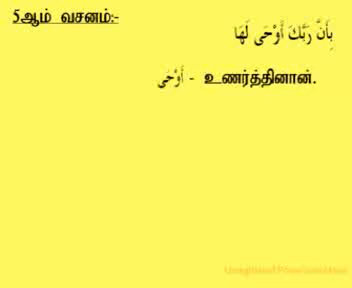 5ஆம் வசனம்:-
بِأَنَّ رَبَّكَ أَوْحَى لَهَا
أَوْحَى - உணர்த்தினான்.